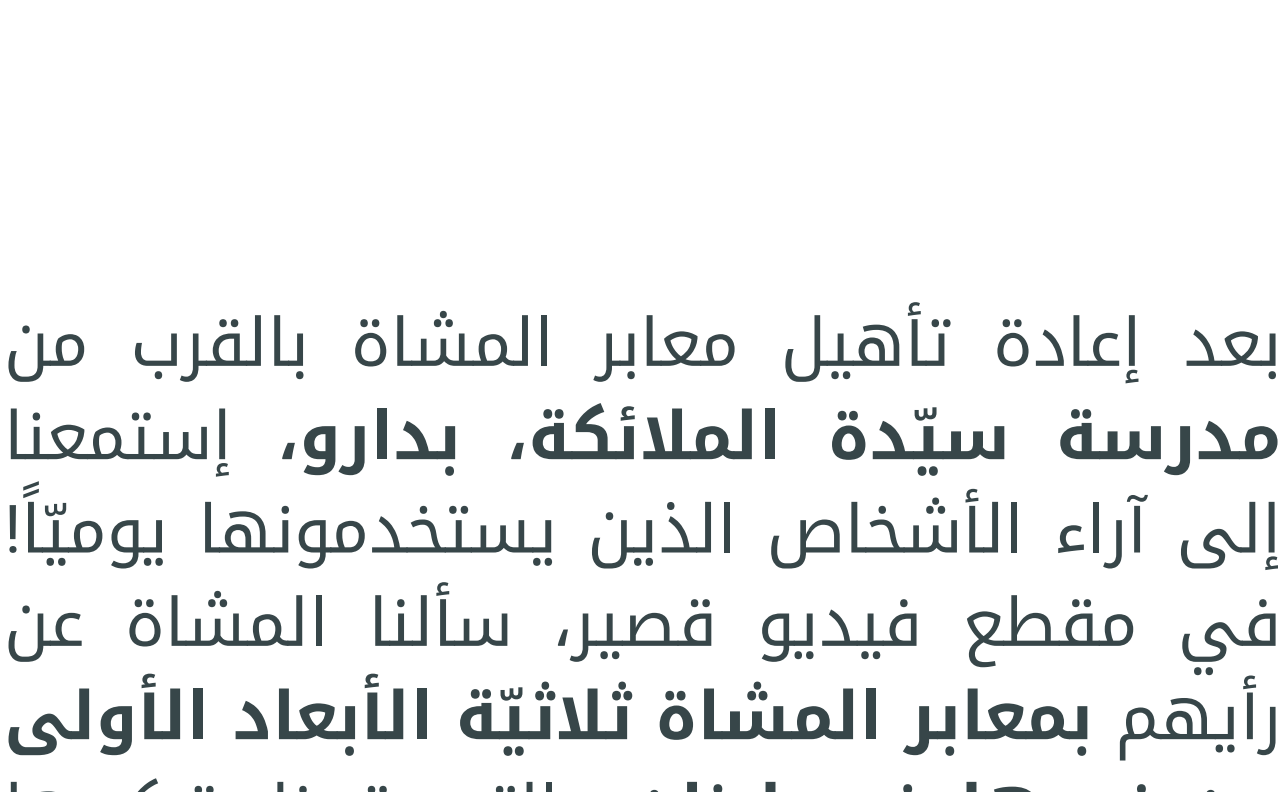 بعد إعادة تأهيل معابر المشاة بالقرب من
مدرسة سيّدة الملائكة، بدارو، إستمعنا
إلى آراء الأشخاص الذين يستخدمونها يوميّاً!
في مقطع فيديو قصير، سألنا المشاة عن
رأيهم بمعابر المشاة ثلاثيّة الأبعاد الأولى